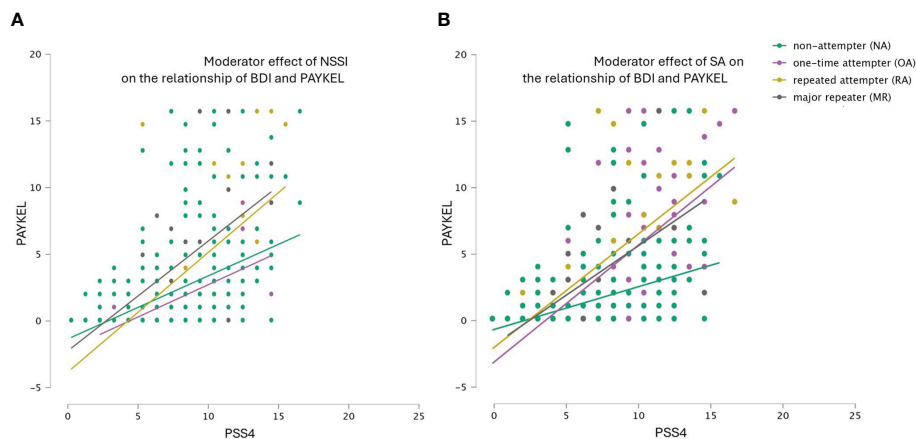 A
Moderator effect of NSSI
on the relationship of BDI and PAYKEL
20
15
10
5
0
−5
PAYKEL
0 5 10 15 20 25
PSS4
B
Moderator effect of SA on
the relationship of BDI and PAYKEL
20
15
10
5
0
−5
PAYKEL
0 5 10 15 20 25
PSS4
non-attempter (NA)
one-time attempter (OA)
repeated attempter (RA)
major repeater (MR)